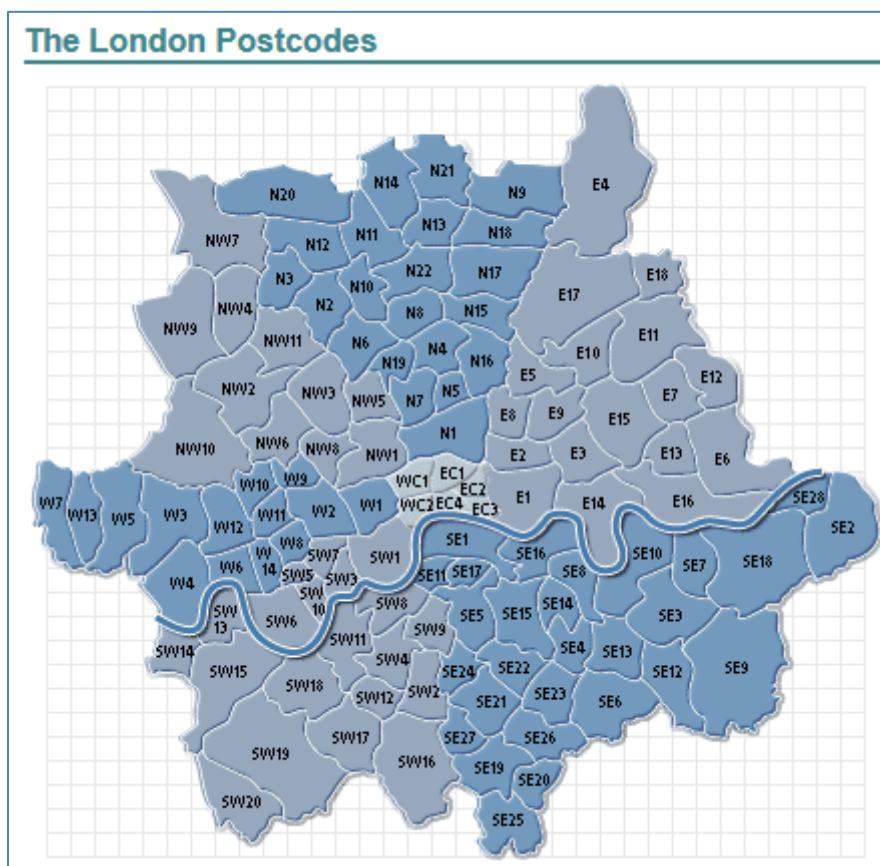 The London Postcodes
N14
N21
N9
E4
N20
N13
N18
NW7
N12
N11
N22
N17
E18
N3
N10
E17
N2
N8
N15
NW9
NW4
E11
NW11
N6
N4
E10
N19
N16
E5
E12
NW2
NW3
NW5
N7
N5
E7
E8
E9
E15
N1
NW10
NW6
NW8
NW1
E2
E3
E13
E6
W10
W9
WC1
EC1
EC2
W7
W13
W5
W3
W12
W11
W2
W1
WC2
EC4
EC3
E1
E14
E16
SE28
SE2
W4
W6
W
14
W8
SW7
SW5
SW3
SW1
SE1
SE16
SE10
SE7
SE18
SE11
SE17
SE8
SW
10
SW
13
SW6
SW8
SE5
SE15
SE14
SE3
SW14
SW11
SW9
SE4
SE13
SW15
SW4
SE24
SE22
SE12
SE9
SW18
SW12
SW2
SE21
SE23
SE6
SW19
SW17
SW16
SE27
SE26
SE19
SE20
SW20
SE25